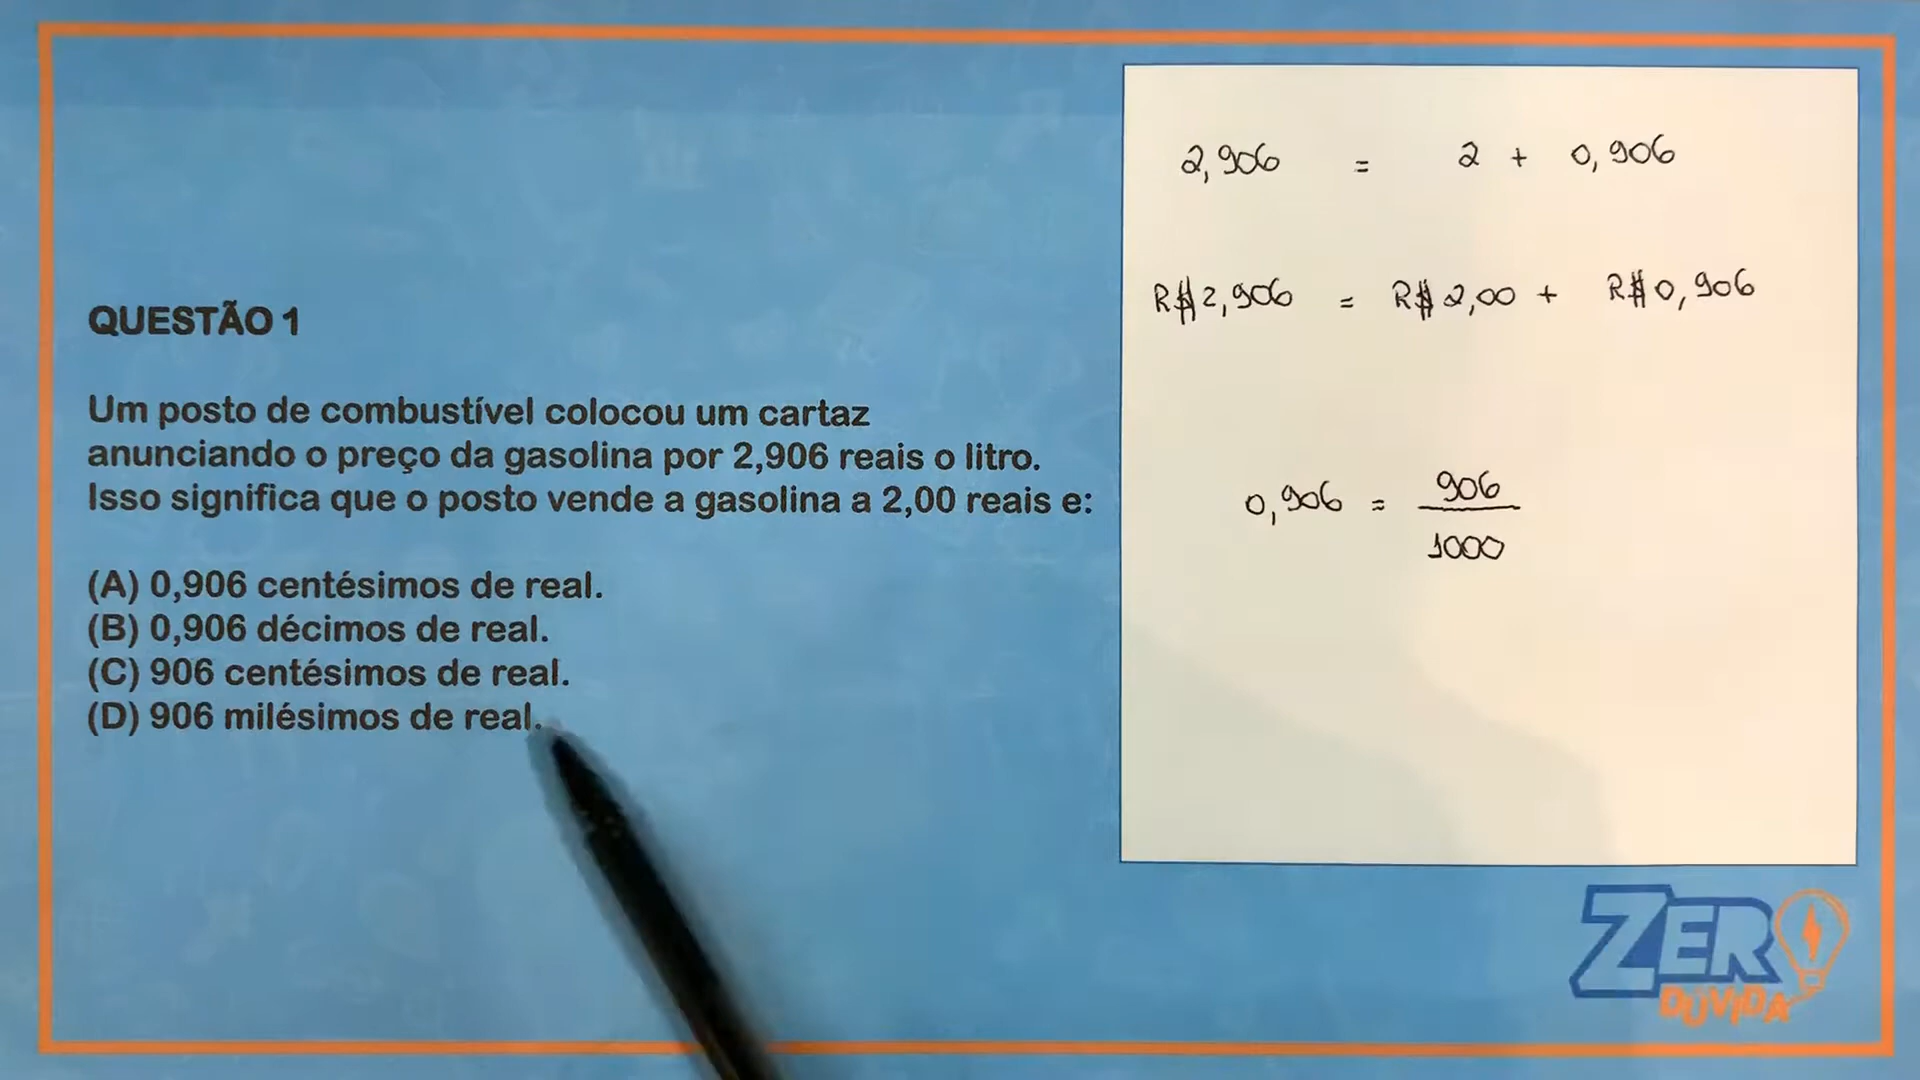 QUESTÃO 1
Um posto de combustível colocou um cartaz
anunciando o preço da gasolina por 2,906 reais o litro.
Isso significa que o posto vende a gasolina a 2,00 reais e:
(A) 0,906 centésimos de real.
(B) 0,906 décimos de real.
(C) 906 centésimos de real.
(D) 906 milésimos de real.
2,906 = 2 + 0,906
R$ 2,906 = R$ 2,00 + R$ 0,906
0,906 = 906
1000
ZERO
DÚVIDA